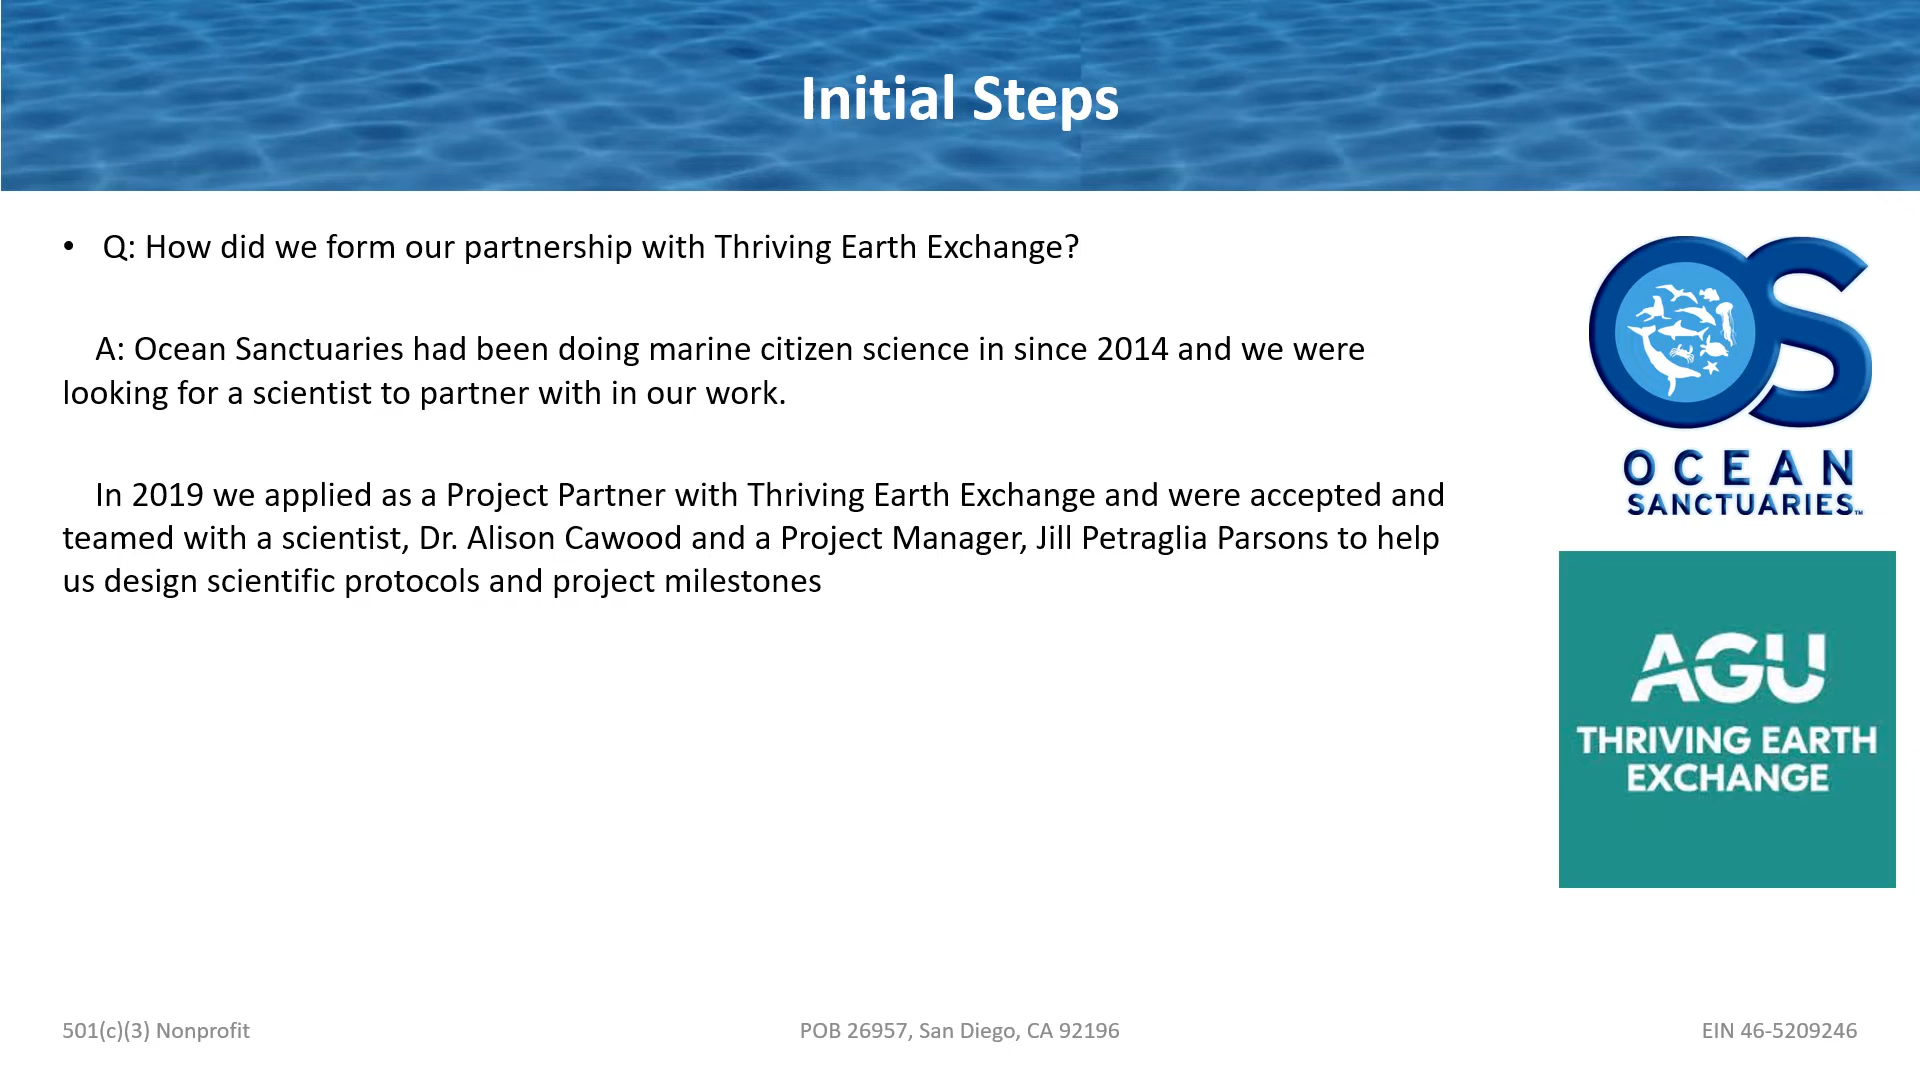 Initial Steps
• Q: How did we form our partnership with Thriving Earth Exchange?
A: Ocean Sanctuaries had been doing marine citizen science in since 2014 and we were
looking for a scientist to partner with in our work.
In 2019 we applied as a Project Partner with Thriving Earth Exchange and were accepted and
teamed with a scientist, Dr. Alison Cawood and a Project Manager, Jill Petraglia Parsons to help
us design scientific protocols and project milestones
OS
OCEAN
SANCTUARIES™
AGU
THRIVING EARTH
EXCHANGE
501(c)(3) Nonprofit
POB 26957, San Diego, CA 92196
EIN 46-5209246